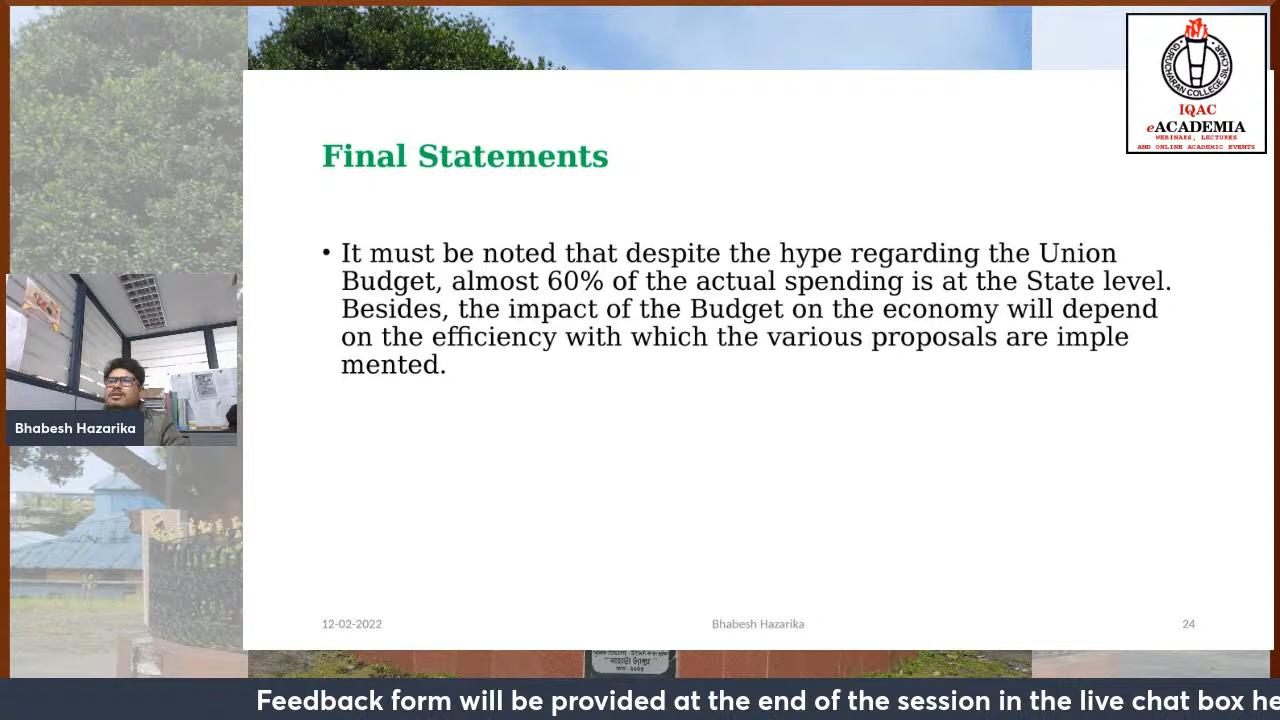 GURUCHARAN COLLEGE SILCHAR
IQAC
eACADEMIA
WEBINARS, LECTURES
AND ONLINE ACADEMIC EVENTS
Final Statements
• It must be noted that despite the hype regarding the Union
Budget, almost 60% of the actual spending is at the State level.
Besides, the impact of the Budget on the economy will depend
on the efficiency with which the various proposals are imple
mented.
Bhabesh Hazarika
12-02-2022
Bhabesh Hazarika
24
Feedback form will be provided at the end of the session in the live chat box he